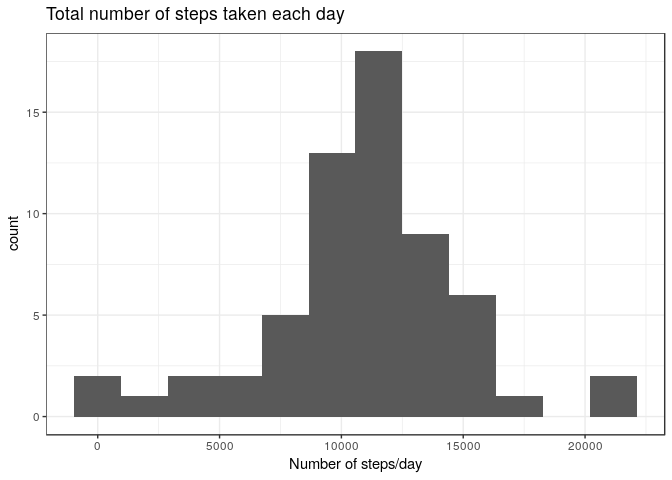 Total number of steps taken each day
15
10
5
0
count
0 5000 10000 15000 20000
Number of steps/day